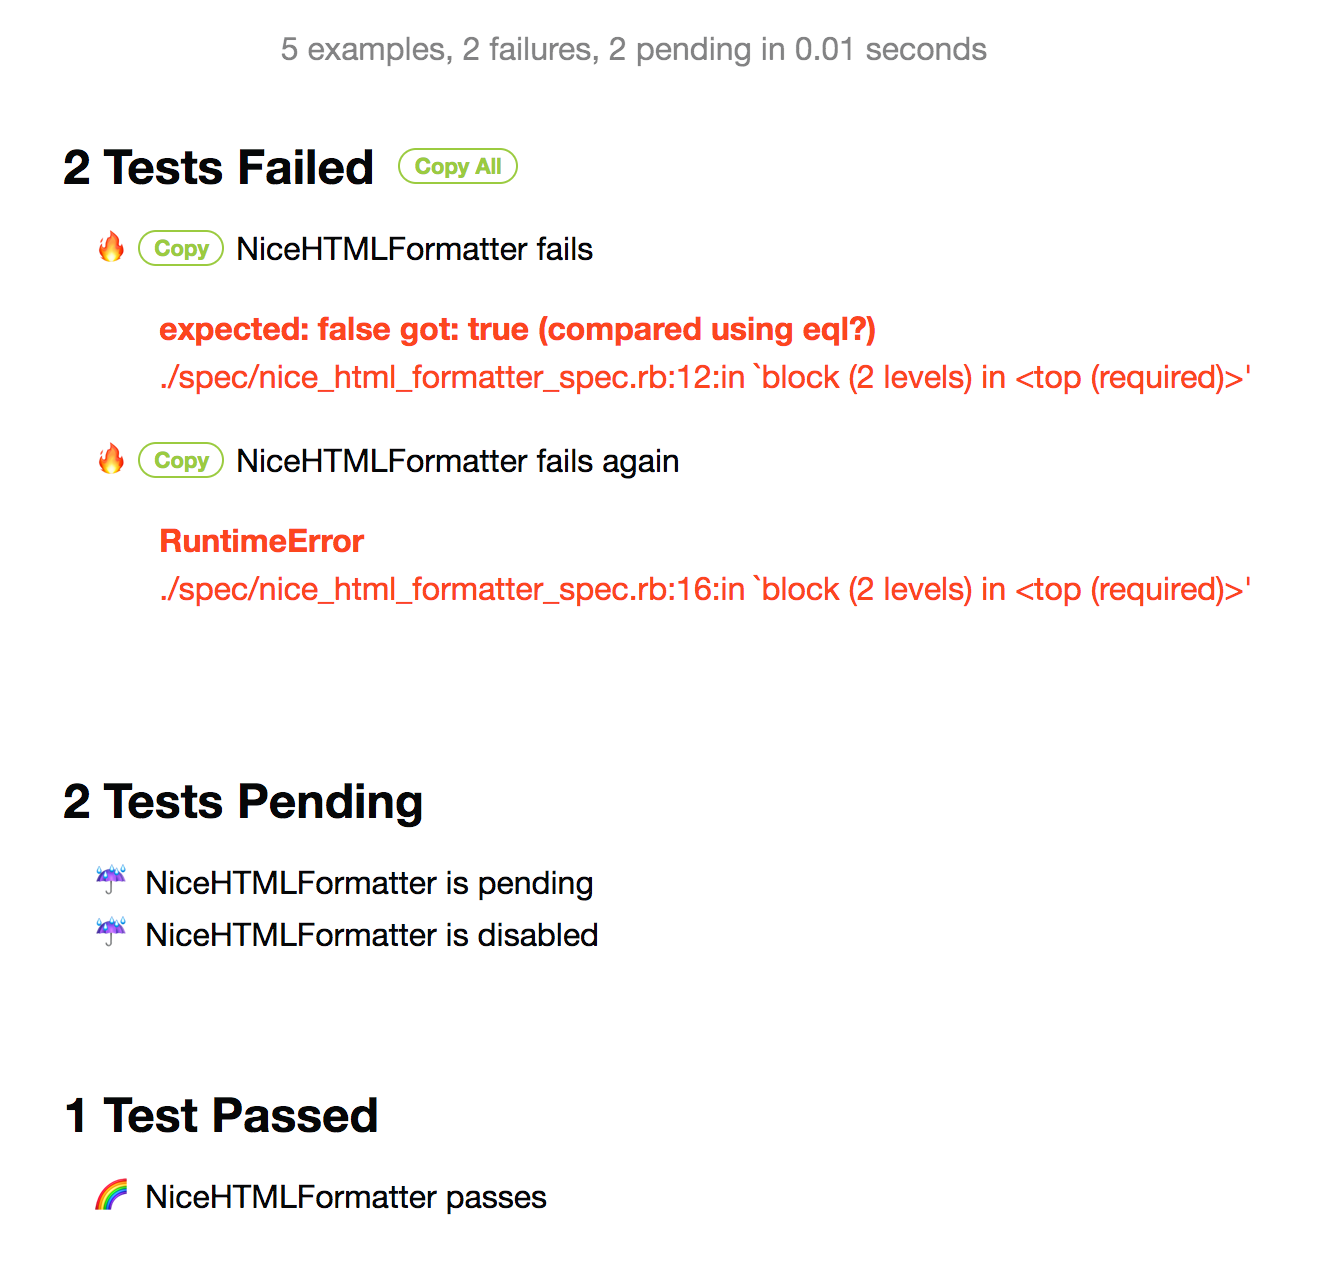 5 examples, 2 failures, 2 pending in 0.01 seconds
2 Tests Failed Copy All
Copy NiceHTMLFormatter fails
expected: false got: true (compared using eql?)
./spec/nice_html_formatter_spec.rb:12:in `block (2 levels) in <top (required)>'
Copy NiceHTMLFormatter fails again
RuntimeError
./spec/nice_html_formatter_spec.rb:16:in `block (2 levels) in <top (required)>'
2 Tests Pending
NiceHTMLFormatter is pending
NiceHTMLFormatter is disabled
1 Test Passed
NiceHTMLFormatter passes